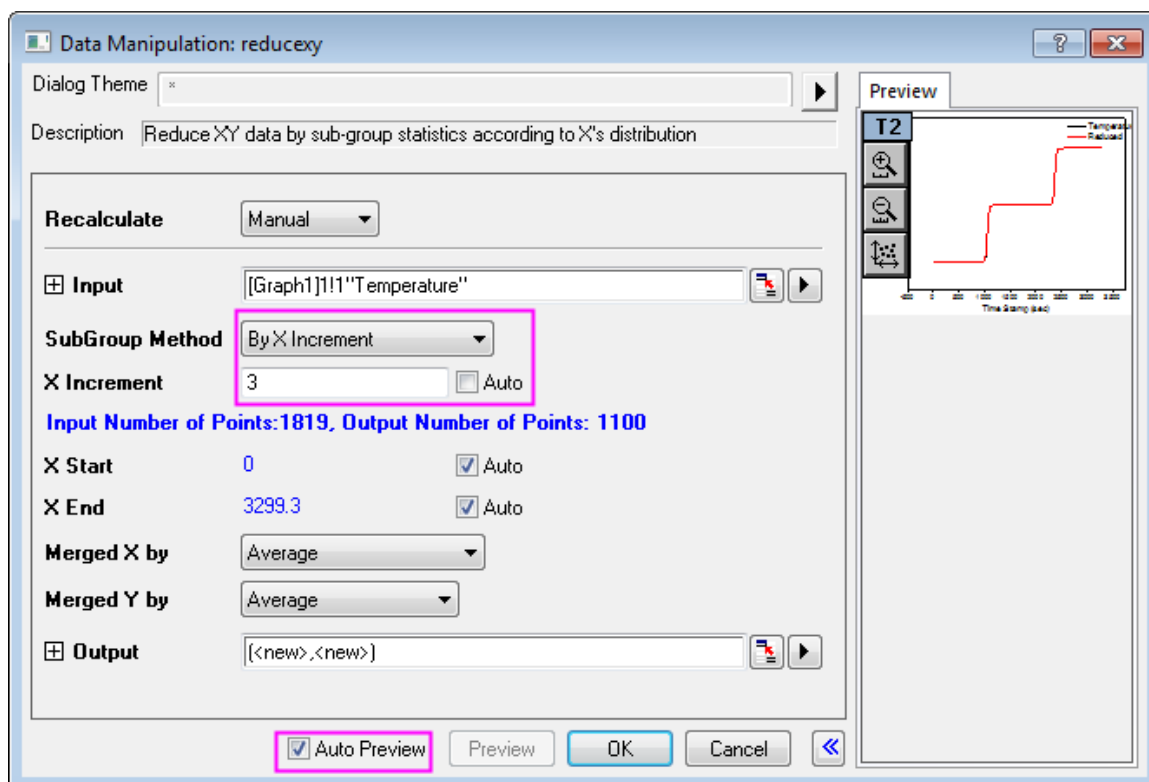 Data Manipulation: reducexy
Dialog Theme *
Description Reduce XY data by sub-group statistics according to X's distribution
Recalculate Manual
Input [Graph1]1!1"Temperature"
SubGroup Method By X Increment
X Increment 3 Auto
Input Number of Points:1819, Output Number of Points: 1100
X Start 0 Auto
X End 3299.3 Auto
Merged X by Average
Merged Y by Average
Output (<new>,<new>)
Auto Preview Preview OK Cancel
Preview
T2
Reduced
Time Stamp (sec)